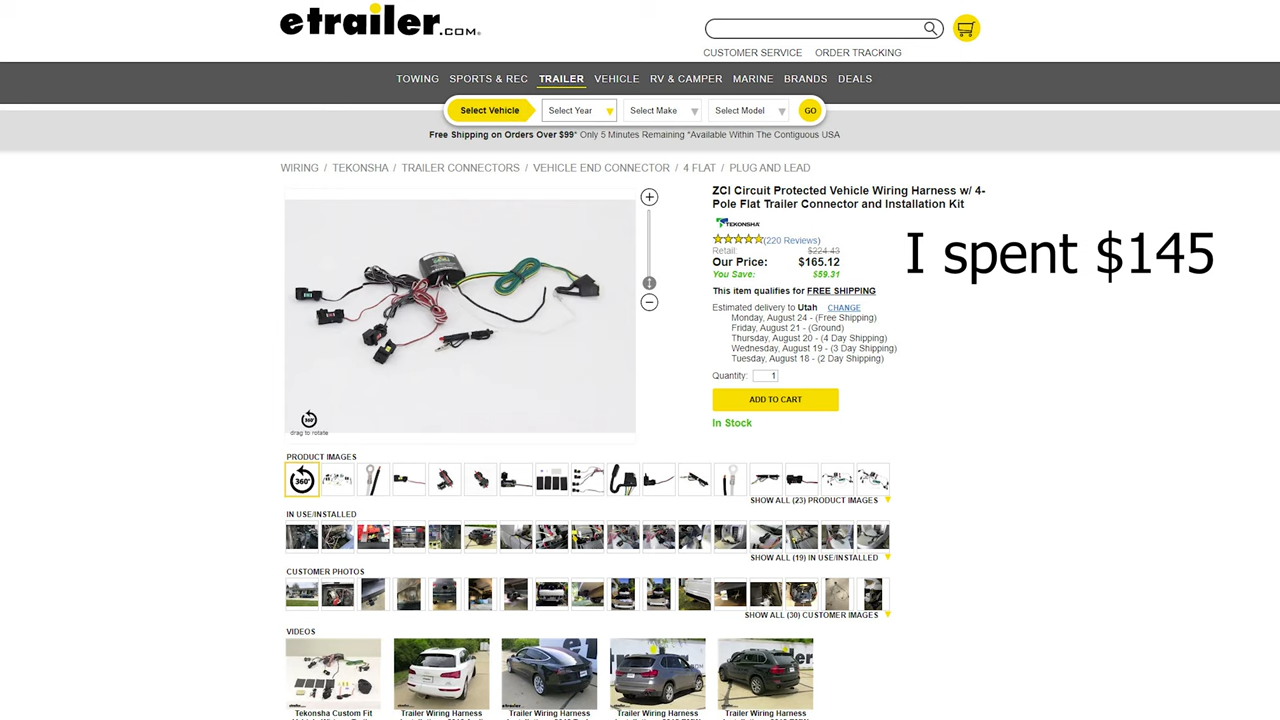 etrailer.com
CUSTOMER SERVICE ORDER TRACKING
TOWING SPORTS & REC TRAILER VEHICLE RV & CAMPER MARINE BRANDS DEALS
Select Vehicle Select Year Select Make Select Model GO
Free Shipping on Orders Over $99* Only 5 Minutes Remaining *Available Within The Contiguous USA
WIRING / TEKONSHA / TRAILER CONNECTORS / VEHICLE END CONNECTOR / 4 FLAT / PLUG AND LEAD
ZCI Circuit Protected Vehicle Wiring Harness w/ 4-
Pole Flat Trailer Connector and Installation Kit
TEKONSHA
(220 Reviews)
Retail: $224.43
Our Price: $165.12
You Save: $59.31
I spent $145
This item qualifies for FREE SHIPPING
Estimated delivery to Utah CHANGE
Monday, August 24 - (Free Shipping)
Friday, August 21 - (Ground)
Thursday, August 20 - (4 Day Shipping)
Wednesday, August 19 - (3 Day Shipping)
Tuesday, August 18 - (2 Day Shipping)
Quantity: 1
ADD TO CART
In Stock
360°
drag to rotate
PRODUCT IMAGES
360°
SHOW ALL (23) PRODUCT IMAGES
IN USE/INSTALLED
SHOW ALL (19) IN USE/INSTALLED
CUSTOMER PHOTOS
SHOW ALL (30) CUSTOMER IMAGES
VIDEOS
Tekonsha Custom Fit Trailer Wiring Harness Trailer Wiring Harness Trailer Wiring Harness Trailer Wiring Harness